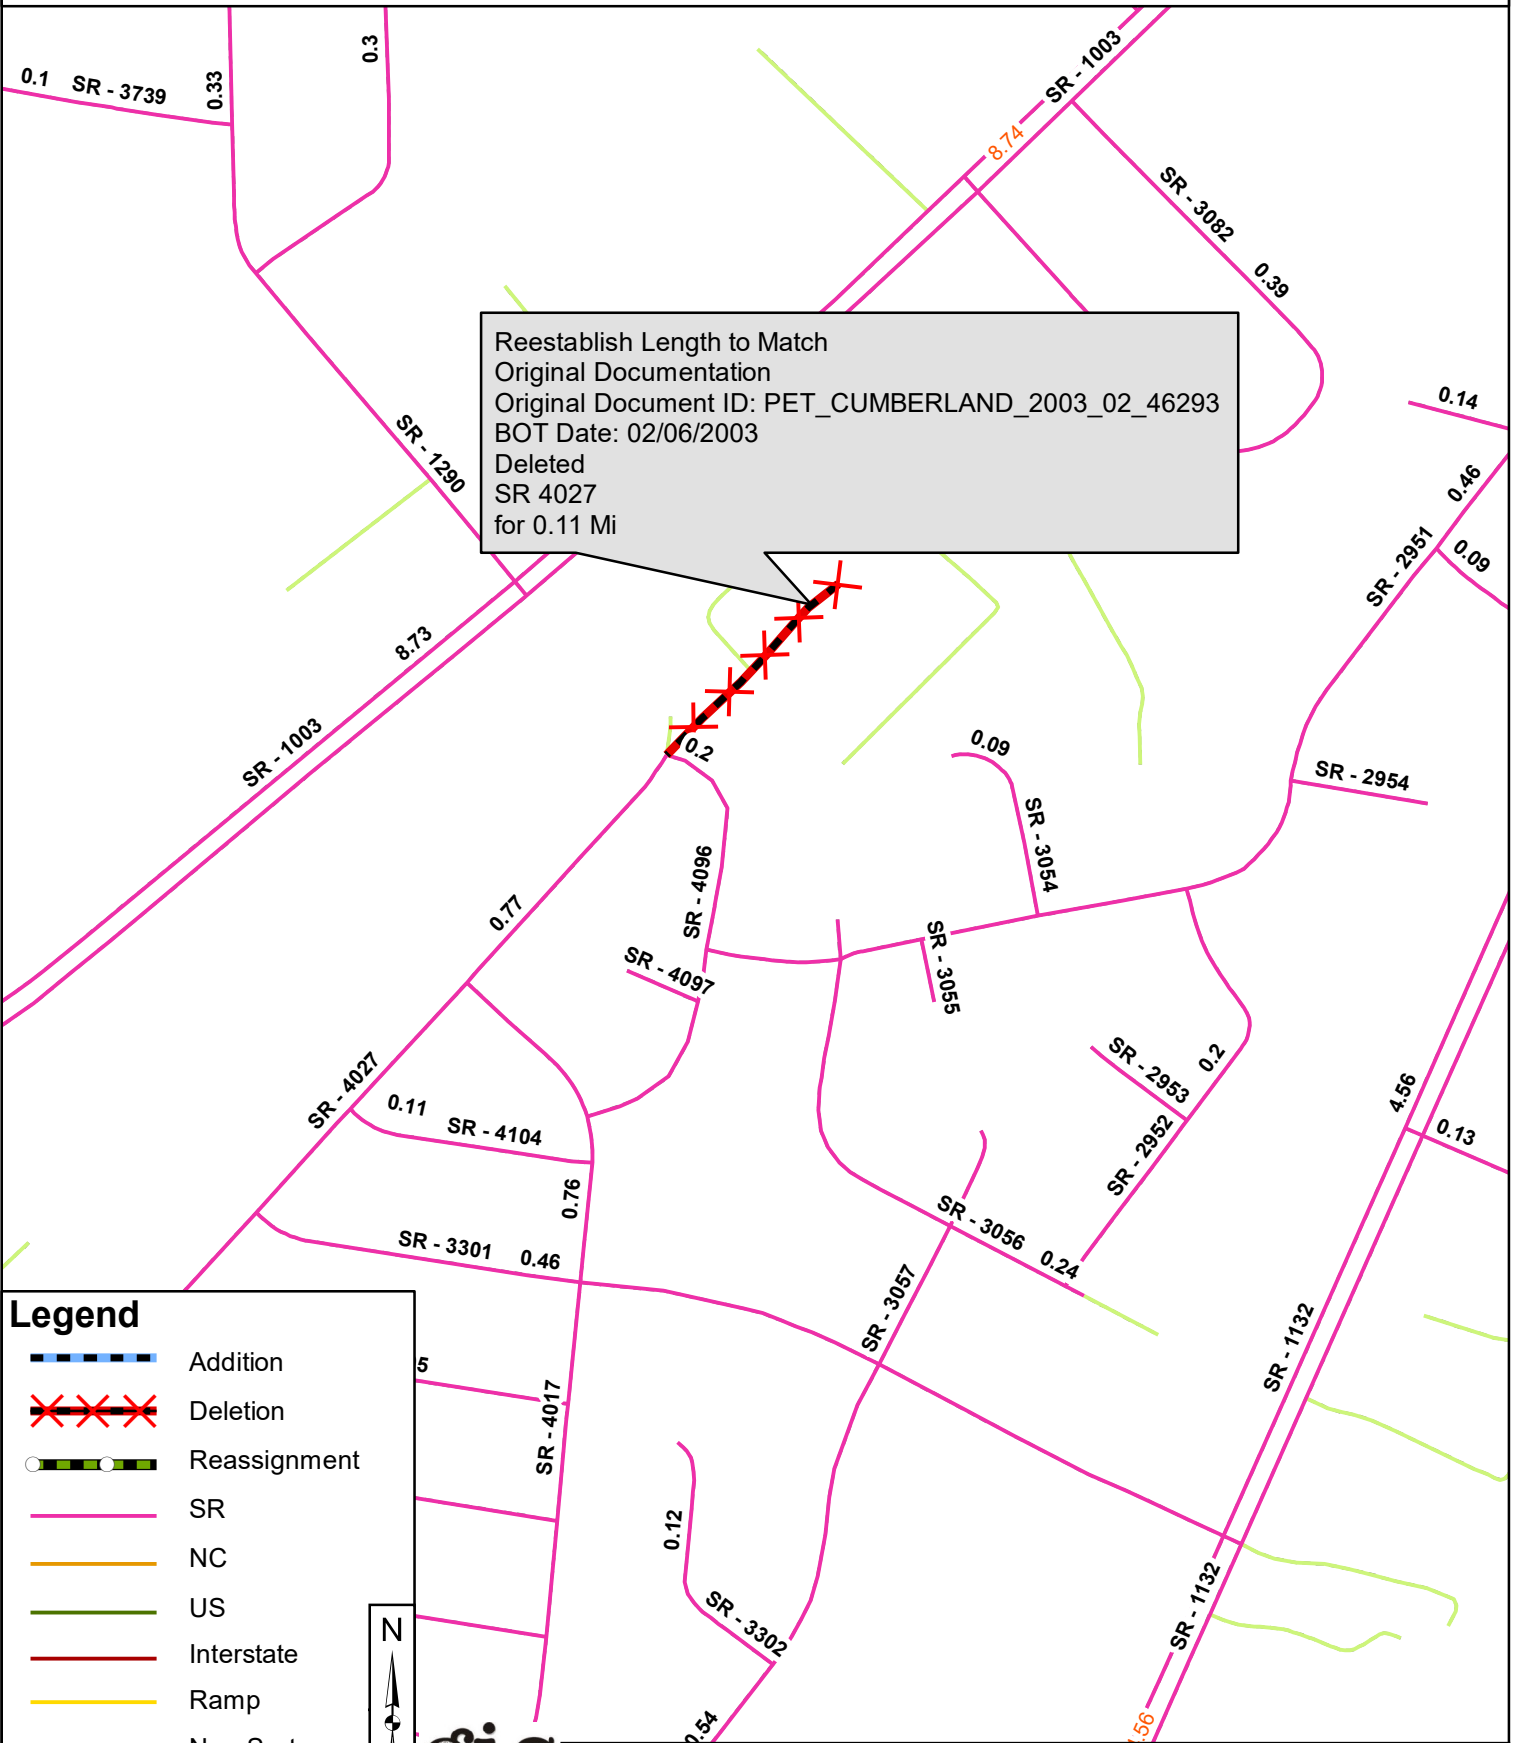 0.1
SR - 3739
0.33
0.3
SR - 1003
8.74
SR - 3082
0.39
Reestablish Length to Match
Original Documentation
Original Document ID: PET_CUMBERLAND_2003_02_46293
BOT Date: 02/06/2003
Deleted
SR 4027
for 0.11 Mi
0.14
0.46
SR - 1290
SR - 2951
0.09
8.73
SR - 1003
0.2
0.09
SR - 2954
SR - 3054
SR - 4096
0.77
SR - 3055
SR - 4097
SR - 4027
0.11
SR - 4104
SR - 2953
0.2
SR - 2952
4.56
0.13
0.76
SR - 3301
0.46
SR - 3056
0.24
SR - 3057
SR - 1132
5
SR - 4017
0.12
SR - 3302
SR - 1132
0.54
.56
Legend
Addition
Deletion
Reassignment
SR
NC
US
Interstate
Ramp
N